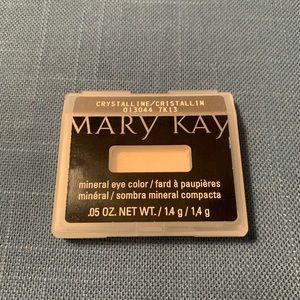 CRYSTALLINE/CRISTALLIN
013044 7K13
MARY KAY
mineral eye color / fard à paupières
minéral / sombra mineral compacta
.05 OZ. NET WT. / 1.4 g / 1,4 g